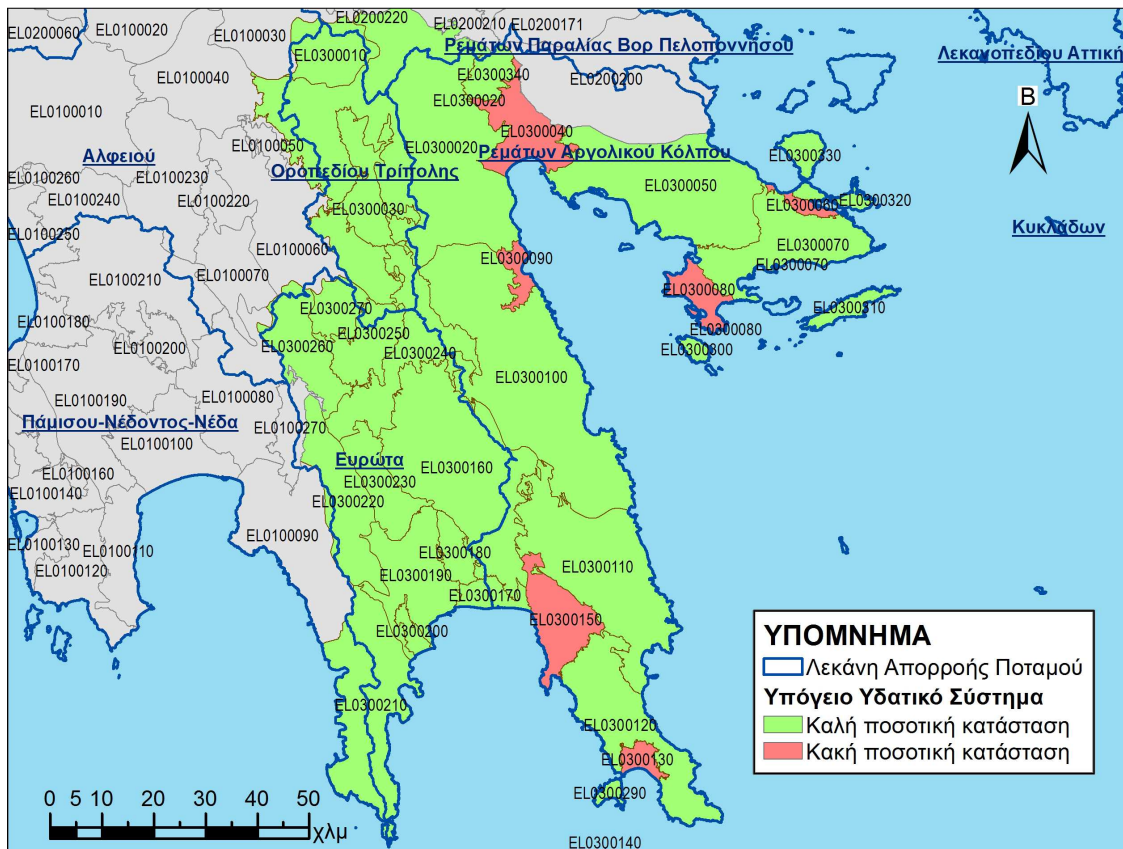 EL0200220
EL0200210
EL0200171
EL0200060
EL0100020
EL0100030
EL0300010
Ρεμάτων Παραλίας Βορ Πελοποννήσου
Λεκανοπεδίου Αττική
EL0100040
EL0300340
EL0200200
EL0100010
EL0300020
Β
EL0300040
EL0100050
EL0300020
Ρεμάτων Αργολικού Κόλπου
EL0300330
Αλφειού
Οροπεδίου Τρίπολης
EL0100260
EL0100230
EL0300050
EL0100240
EL0100220
EL0300030
EL0300060
EL0300320
EL0100250
Κυκλάδων
EL0100060
EL0300070
EL0300090
EL0300070
EL0100210
EL0100070
EL0300080
EL0300270
EL0300310
EL0100180
EL0300250
EL0300080
EL0100200
EL0300260
EL0300240
EL0300300
EL0100170
EL0300100
EL0100190
EL0100080
Πάμισου-Νέδοντος-Νέδα
EL0100270
EL0100100
Ευρώτα
EL0300160
EL0100160
EL0300230
EL0100140
EL0300220
EL0100090
EL0100130
EL0100110
EL0300180
EL0100120
EL0300190
EL0300110
EL0300170
EL0300150
EL0300200
EL0300210
EL0300120
EL0300130
EL0300290
EL0300140
ΥΠΟΜΝΗΜΑ
Λεκάνη Απορροής Ποταμού
Υπόγειο Υδατικό Σύστημα
Καλή ποσοτική κατάσταση
Κακή ποσοτική κατάσταση
0 5 10 20 30 40 50
χλμ